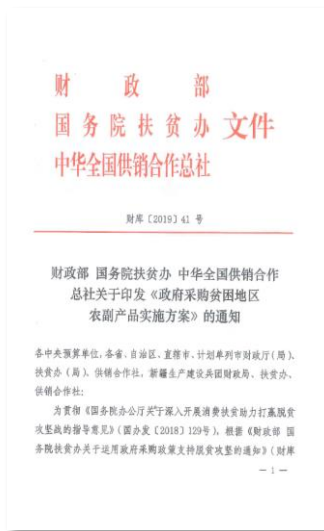 财政部
国务院扶贫办 文件
中华全国供销合作总社
财库〔2019〕41 号
财政部 国务院扶贫办 中华全国供销合作
总社关于印发《政府采购贫困地区
农副产品实施方案》的通知
各中央预算单位,各省、自治区、直辖市、计划单列市财政厅(局)、
扶贫办(局)、供销合作社,新疆生产建设兵团财政局、扶贫办、
供销合作社:
为贯彻《国务院办公厅关于深入开展消费扶贫助力打赢脱贫
攻坚战的指导意见》(国办发〔2018〕129号),根据《财政部 国
务院扶贫办关于运用政府采购政策支持脱贫攻坚的通知》(财库
— 1